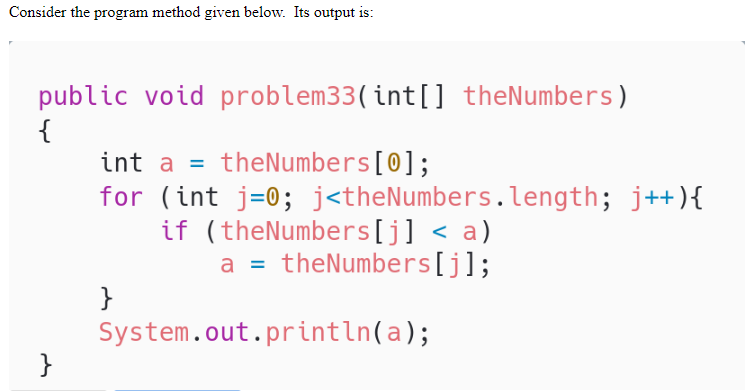 Consider the program method given below. Its output is:
public void problem33(int[] theNumbers)
{
int a = theNumbers[0];
for (int j=0; j<theNumbers.length; j++){
if (theNumbers[j] < a)
a = theNumbers[j];
}
System.out.println(a);
}